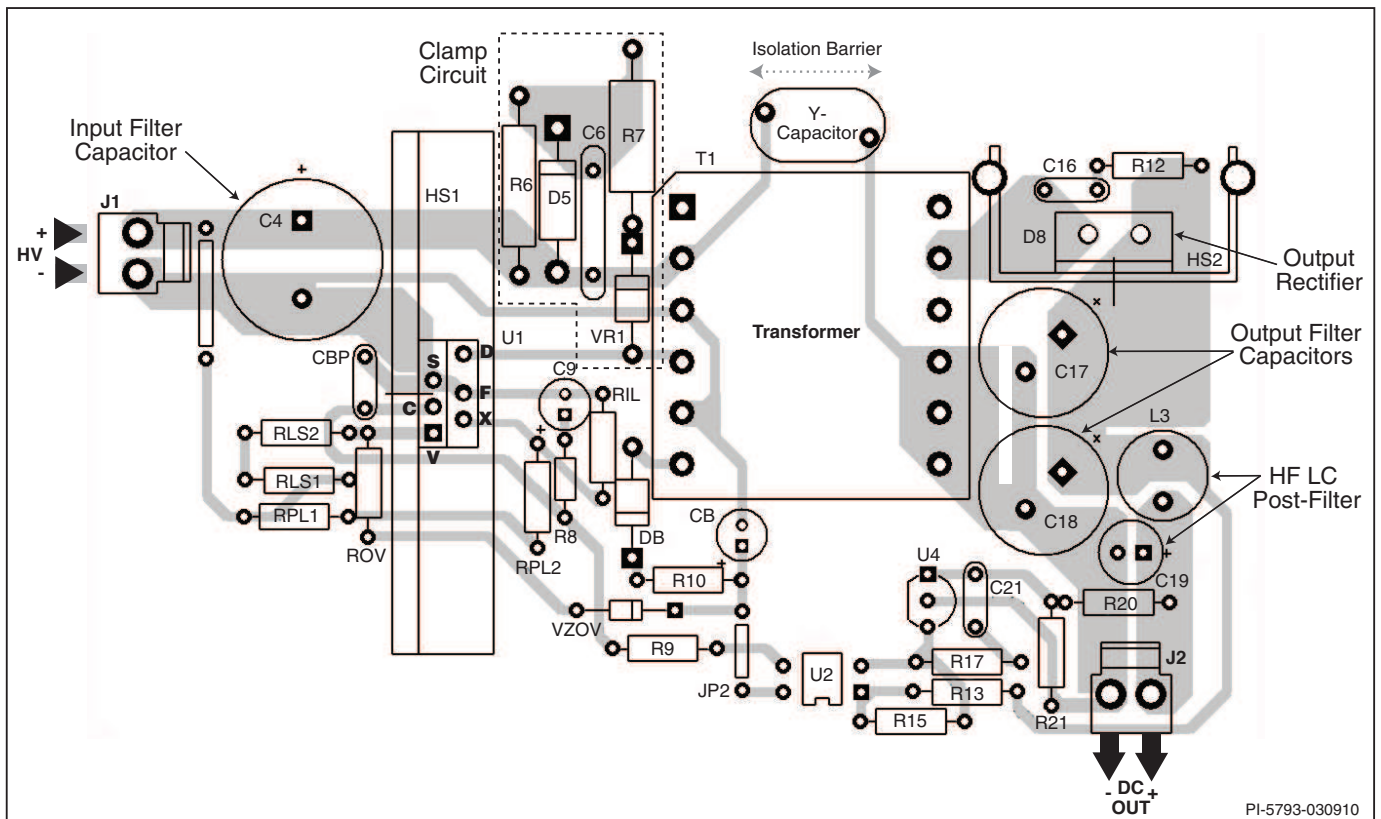 Isolation Barrier
Clamp
Circuit
Y-
Capacitor
Input Filter
Capacitor
+
C6
R7
T1
C16
R12
R6
D5
J1
C4
HS1
+
HV
-
D8
HS2
Output
Rectifier
Transformer
U1
VR1
Output Filter
Capacitors
CBP
S
D
C9
C17
F
RIL
C
X
L3
RLS2
V
+
HF LC
Post-Filter
RLS1
C18
RPL1
CB
R8
DB
ROV
RPL2
+
U4
+
C19
R10
C21
R20
VZOV
R9
U2
R17
J2
JP2
R13
R15
R21
- DC +
OUT
PI-5793-030910